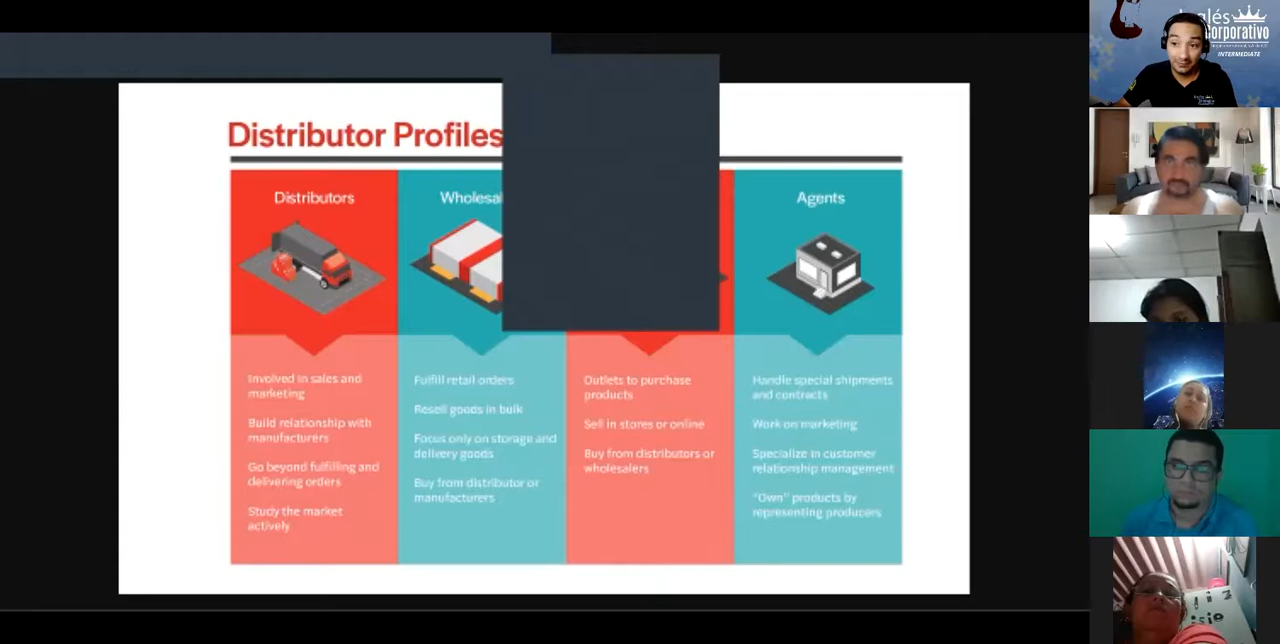 Distributor Profiles
Distributors
Agents
Involved in sales and
marketing
Build relationship with
manufacturers
Go beyond fulfilling and
delivering orders
Study the market
actively
Fulfill retail orders
Resell goods in bulk
Focus only on storage and
delivery goods
Buy from distributor or
manufacturers
Outlets to purchase
products
Sell in stores or online
Buy from distributors or
wholesalers
Handle special shipments
and contracts
Work on marketing
Specialize in customer
relationship management
"Own" products by
representing producers
INTERMEDIATE